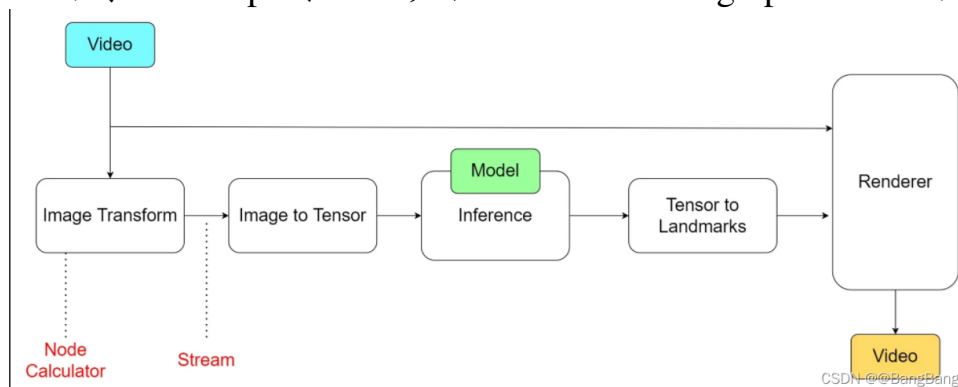 Video
Image Transform
Image to Tensor
Model
Inference
Tensor to
Landmarks
Renderer
Node
Calculator
Stream
Video
CSDN @@BangBang